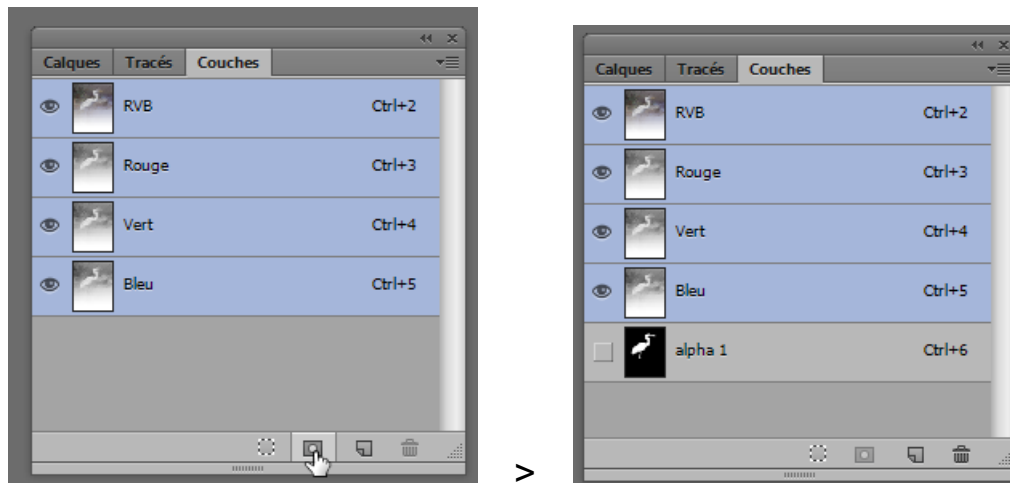 Calques Tracés Couches
RVB Ctrl+2
Rouge Ctrl+3
Vert Ctrl+4
Bleu Ctrl+5
>
Calques Tracés Couches
RVB Ctrl+2
Rouge Ctrl+3
Vert Ctrl+4
Bleu Ctrl+5
alpha 1 Ctrl+6